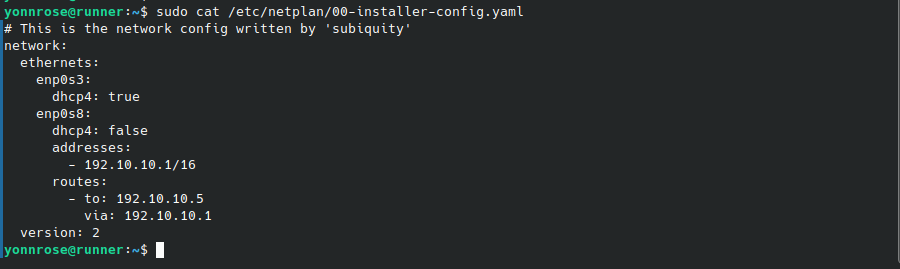 yonnrose@runner:~$ sudo cat /etc/netplan/00-installer-config.yaml
# This is the network config written by 'subiquity'
network:
  ethernets:
    enp0s3:
      dhcp4: true
    enp0s8:
      dhcp4: false
      addresses:
        - 192.10.10.1/16
      routes:
        - to: 192.10.10.5
          via: 192.10.10.1
  version: 2
yonnrose@runner:~$